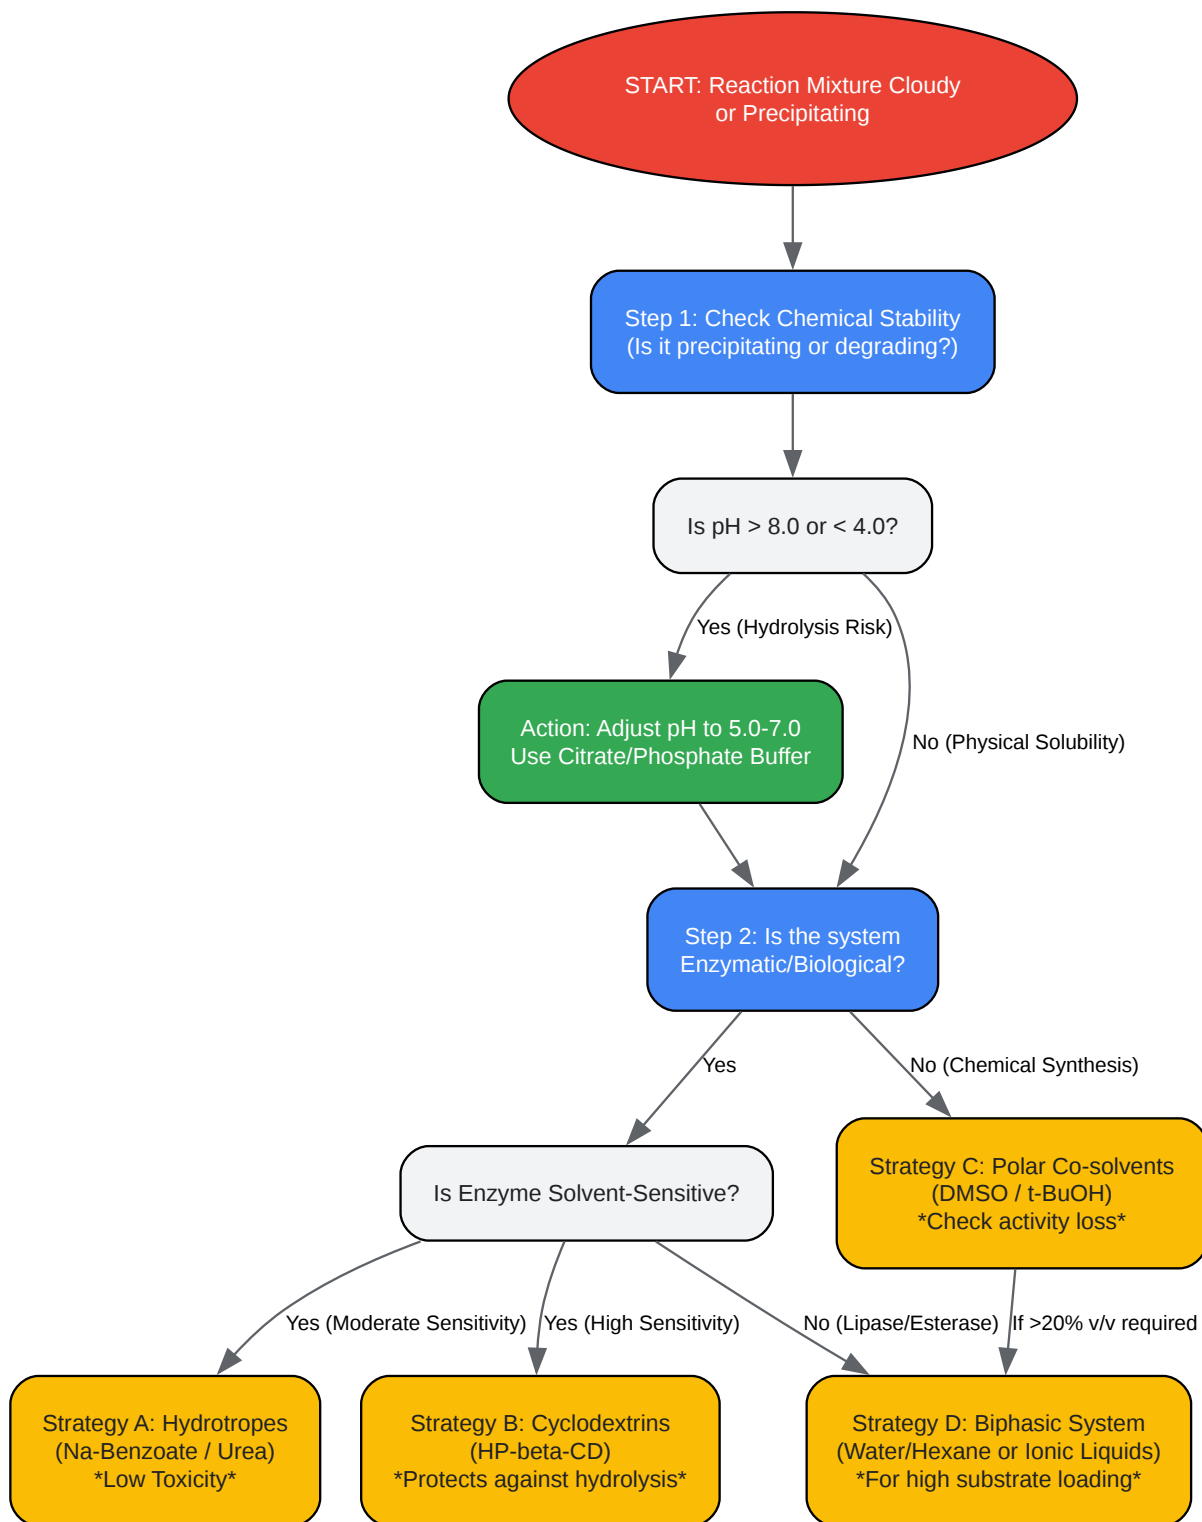 START: Reaction Mixture Cloudy
or Precipitating
Step 1: Check Chemical Stability
(Is it precipitating or degrading?)
Is pH > 8.0 or < 4.0?
Yes (Hydrolysis Risk)
Action: Adjust pH to 5.0-7.0
Use Citrate/Phosphate Buffer
No (Physical Solubility)
Step 2: Is the system
Enzymatic/Biological?
Yes
No (Chemical Synthesis)
Is Enzyme Solvent-Sensitive?
Strategy C: Polar Co-solvents
(DMSO / t-BuOH)
*Check activity loss*
Yes (Moderate Sensitivity)
Yes (High Sensitivity)
No (Lipase/Esterase)
If >20% v/v required
Strategy A: Hydrotropes
(Na-Benzoate / Urea)
*Low Toxicity*
Strategy B: Cyclodextrins
(HP-beta-CD)
*Protects against hydrolysis*
Strategy D: Biphasic System
(Water/Hexane or Ionic Liquids)
*For high substrate loading*